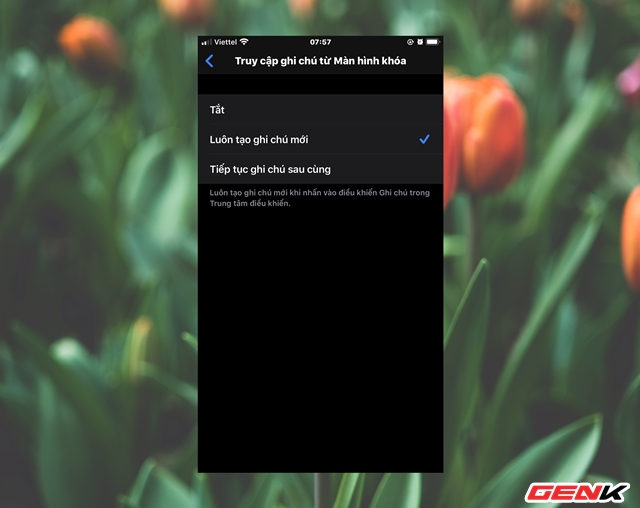 Viettel 07:57
Truy cập ghi chú từ Màn hình khóa
Tắt
Luôn tạo ghi chú mới
Tiếp tục ghi chú sau cùng
Luôn tạo ghi chú mới khi nhấn vào điều khiển Ghi chú trong
Trung tâm điều khiển.
GENK